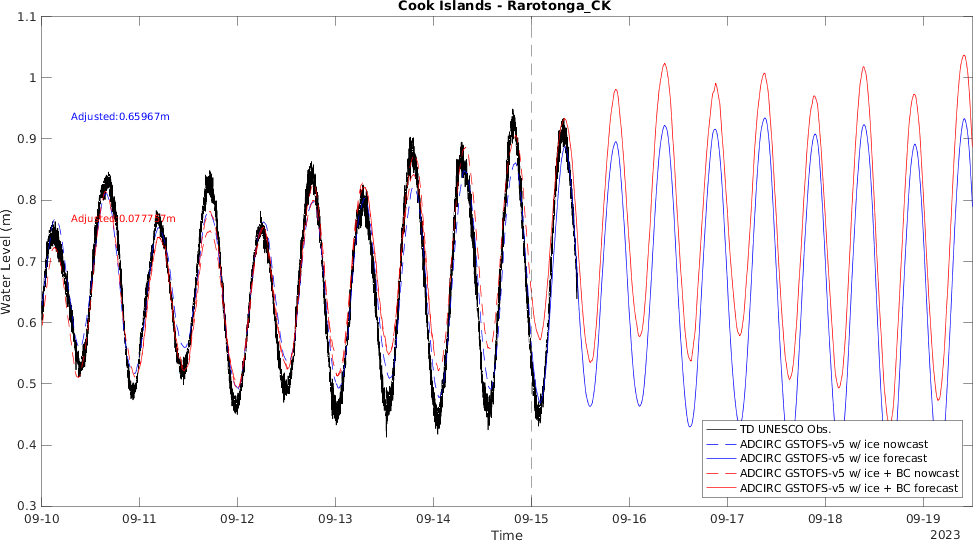 Cook Islands - Rarotonga_CK
1.1
1
0.9
0.8
0.7
0.6
0.5
0.4
0.3
Water Level (m)
Adjusted:0.65967m
TD UNESCO Obs.
ADCIRC GSTOFS-v5 w/ ice nowcast
ADCIRC GSTOFS-v5 w/ ice forecast
ADCIRC GSTOFS-v5 w/ ice + BC nowcast
ADCIRC GSTOFS-v5 w/ ice + BC forecast
09-10 09-11 09-12 09-13 09-14 09-15 09-16 09-17 09-18 09-19
Time
2023